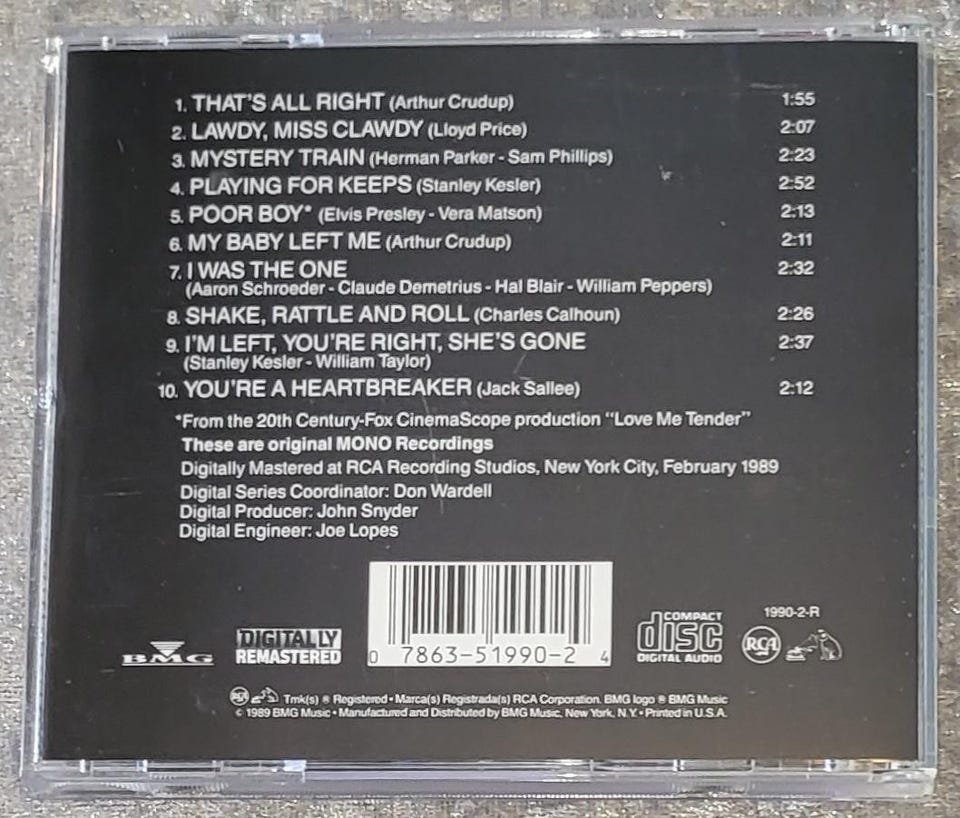 1. THAT'S ALL RIGHT (Arthur Crudup) 1:55
2. LAWDY, MISS CLAWDY (Lloyd Price) 2:07
3. MYSTERY TRAIN (Herman Parker - Sam Phillips) 2:23
4. PLAYING FOR KEEPS (Stanley Kesler) 2:52
5. POOR BOY* (Elvis Presley - Vera Matson) 2:13
6. MY BABY LEFT ME (Arthur Crudup) 2:11
7. I WAS THE ONE 2:32
(Aaron Schroeder - Claude Demetrius - Hal Blair - William Peppers)
8. SHAKE, RATTLE AND ROLL (Charles Calhoun) 2:26
9. I'M LEFT, YOU'RE RIGHT, SHE'S GONE 2:37
(Stanley Kesler - William Taylor)
10. YOU'RE A HEARTBREAKER (Jack Sallee) 2:12
*From the 20th Century-Fox CinemaScope production "Love Me Tender"
These are original MONO Recordings
Digitally Mastered at RCA Recording Studios, New York City, February 1989
Digital Series Coordinator: Don Wardell
Digital Producer: John Snyder
Digital Engineer: Joe Lopes
BMG
DIGITALLY
REMASTERED
0 7863-51990-2 4
COMPACT
disc
DIGITAL AUDIO
1990-2-R
RCA
RCA Tmk(s) ® Registered • Marca(s) Registrada(s) RCA Corporation. BMG logo ® BMG Music
© 1989 BMG Music • Manufactured and Distributed by BMG Music, New York, N.Y. • Printed in U.S.A.